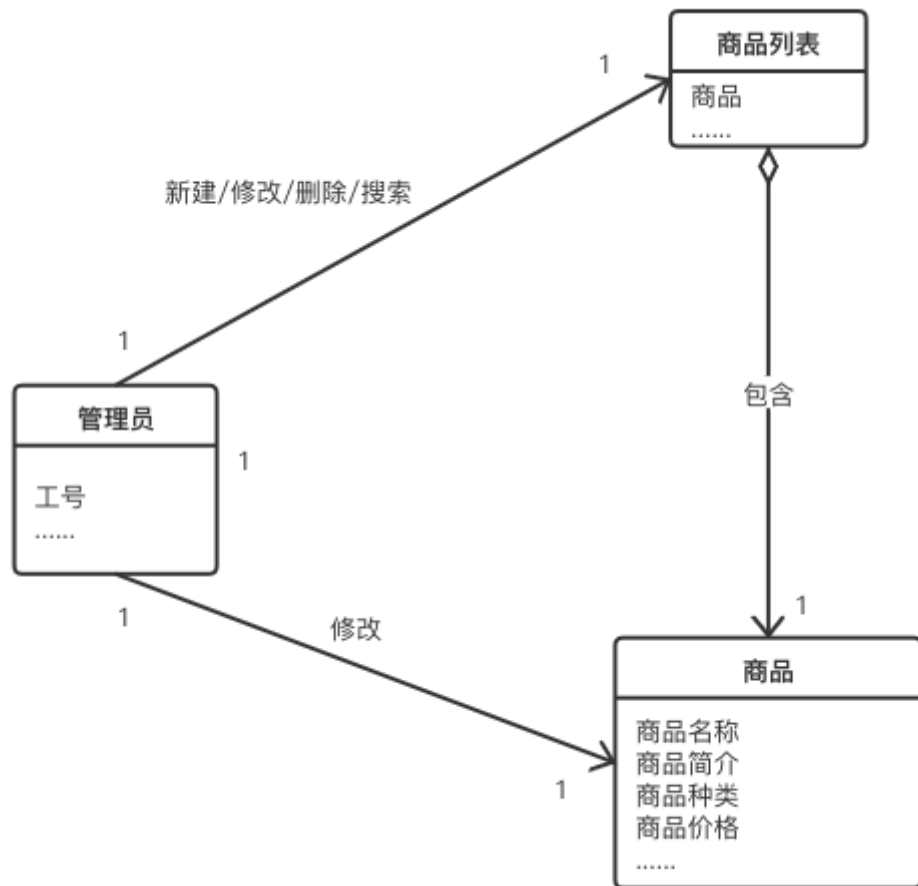 商品列表
1
商品
......
新建/修改/删除/搜索
1
包含
管理员
1
工号
......
1
1
修改
商品
商品名称
商品简介
1
商品种类
商品价格
......